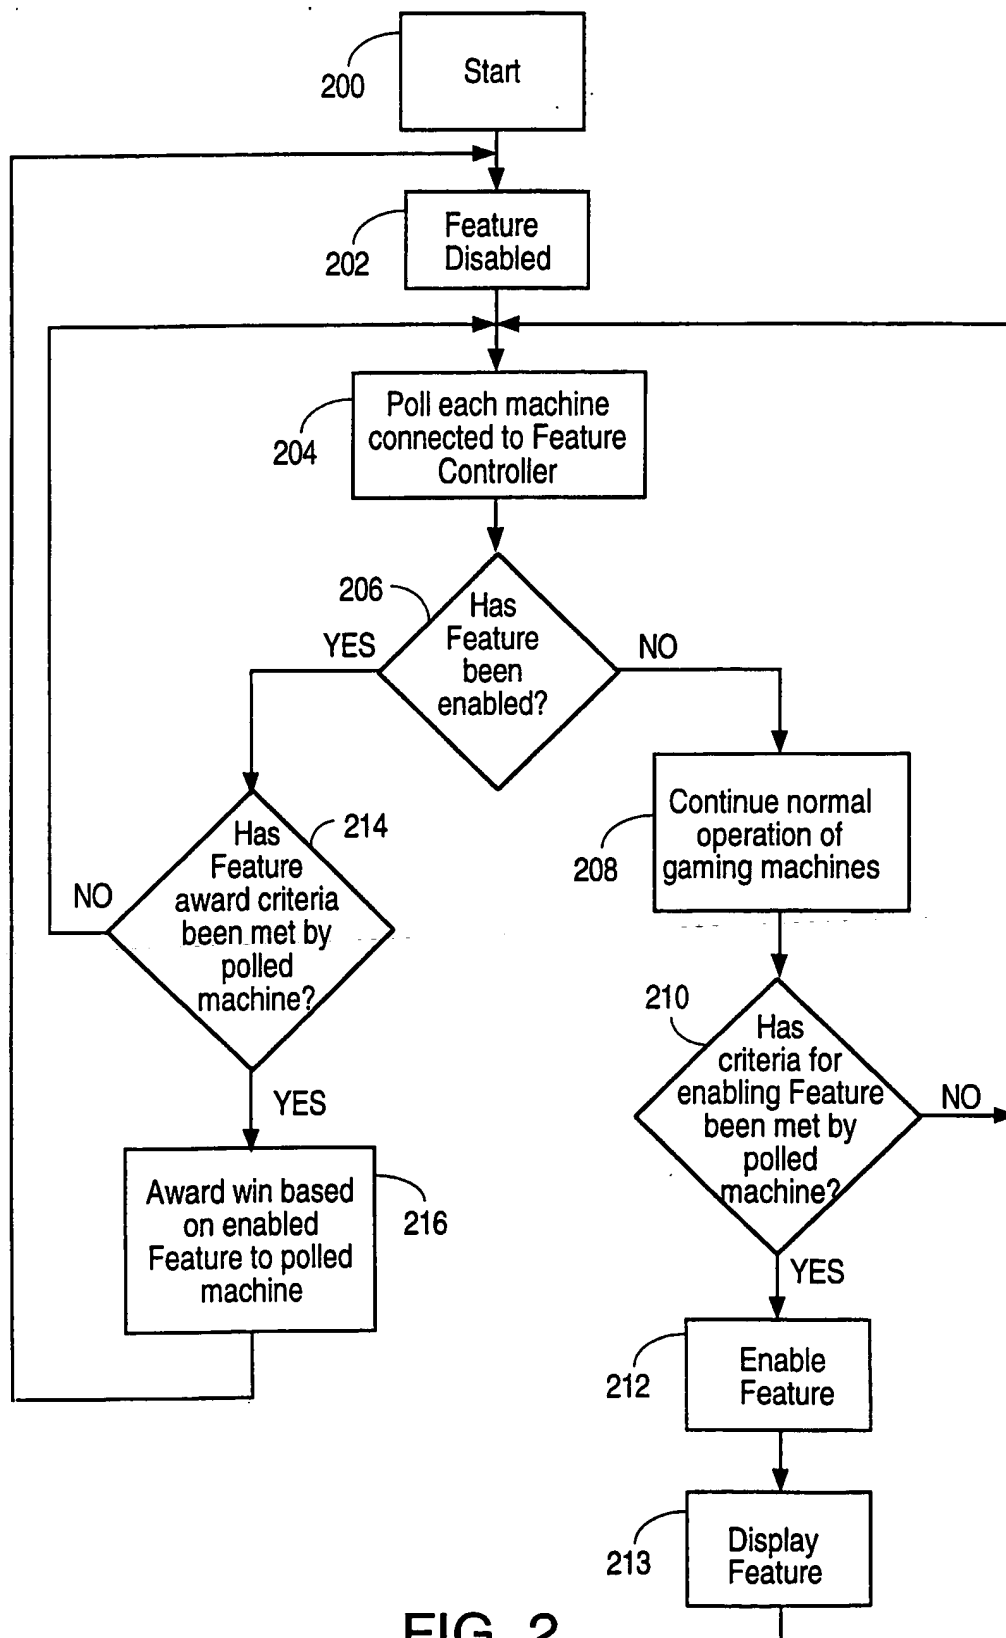 Start
200
Feature
Disabled
202
Poll each machine
connected to Feature
Controller
204
206
Has
Feature
been
enabled?
YES
NO
Continue normal
operation of
gaming machines
208
214
Has
Feature
award criteria
been met by
polled
machine?
NO
YES
210
Has
criteria for
enabling Feature
been met by
polled
machine?
NO
YES
Award win based
on enabled
Feature to polled
machine
216
Enable
Feature
212
Display
Feature
213
FIG. 2